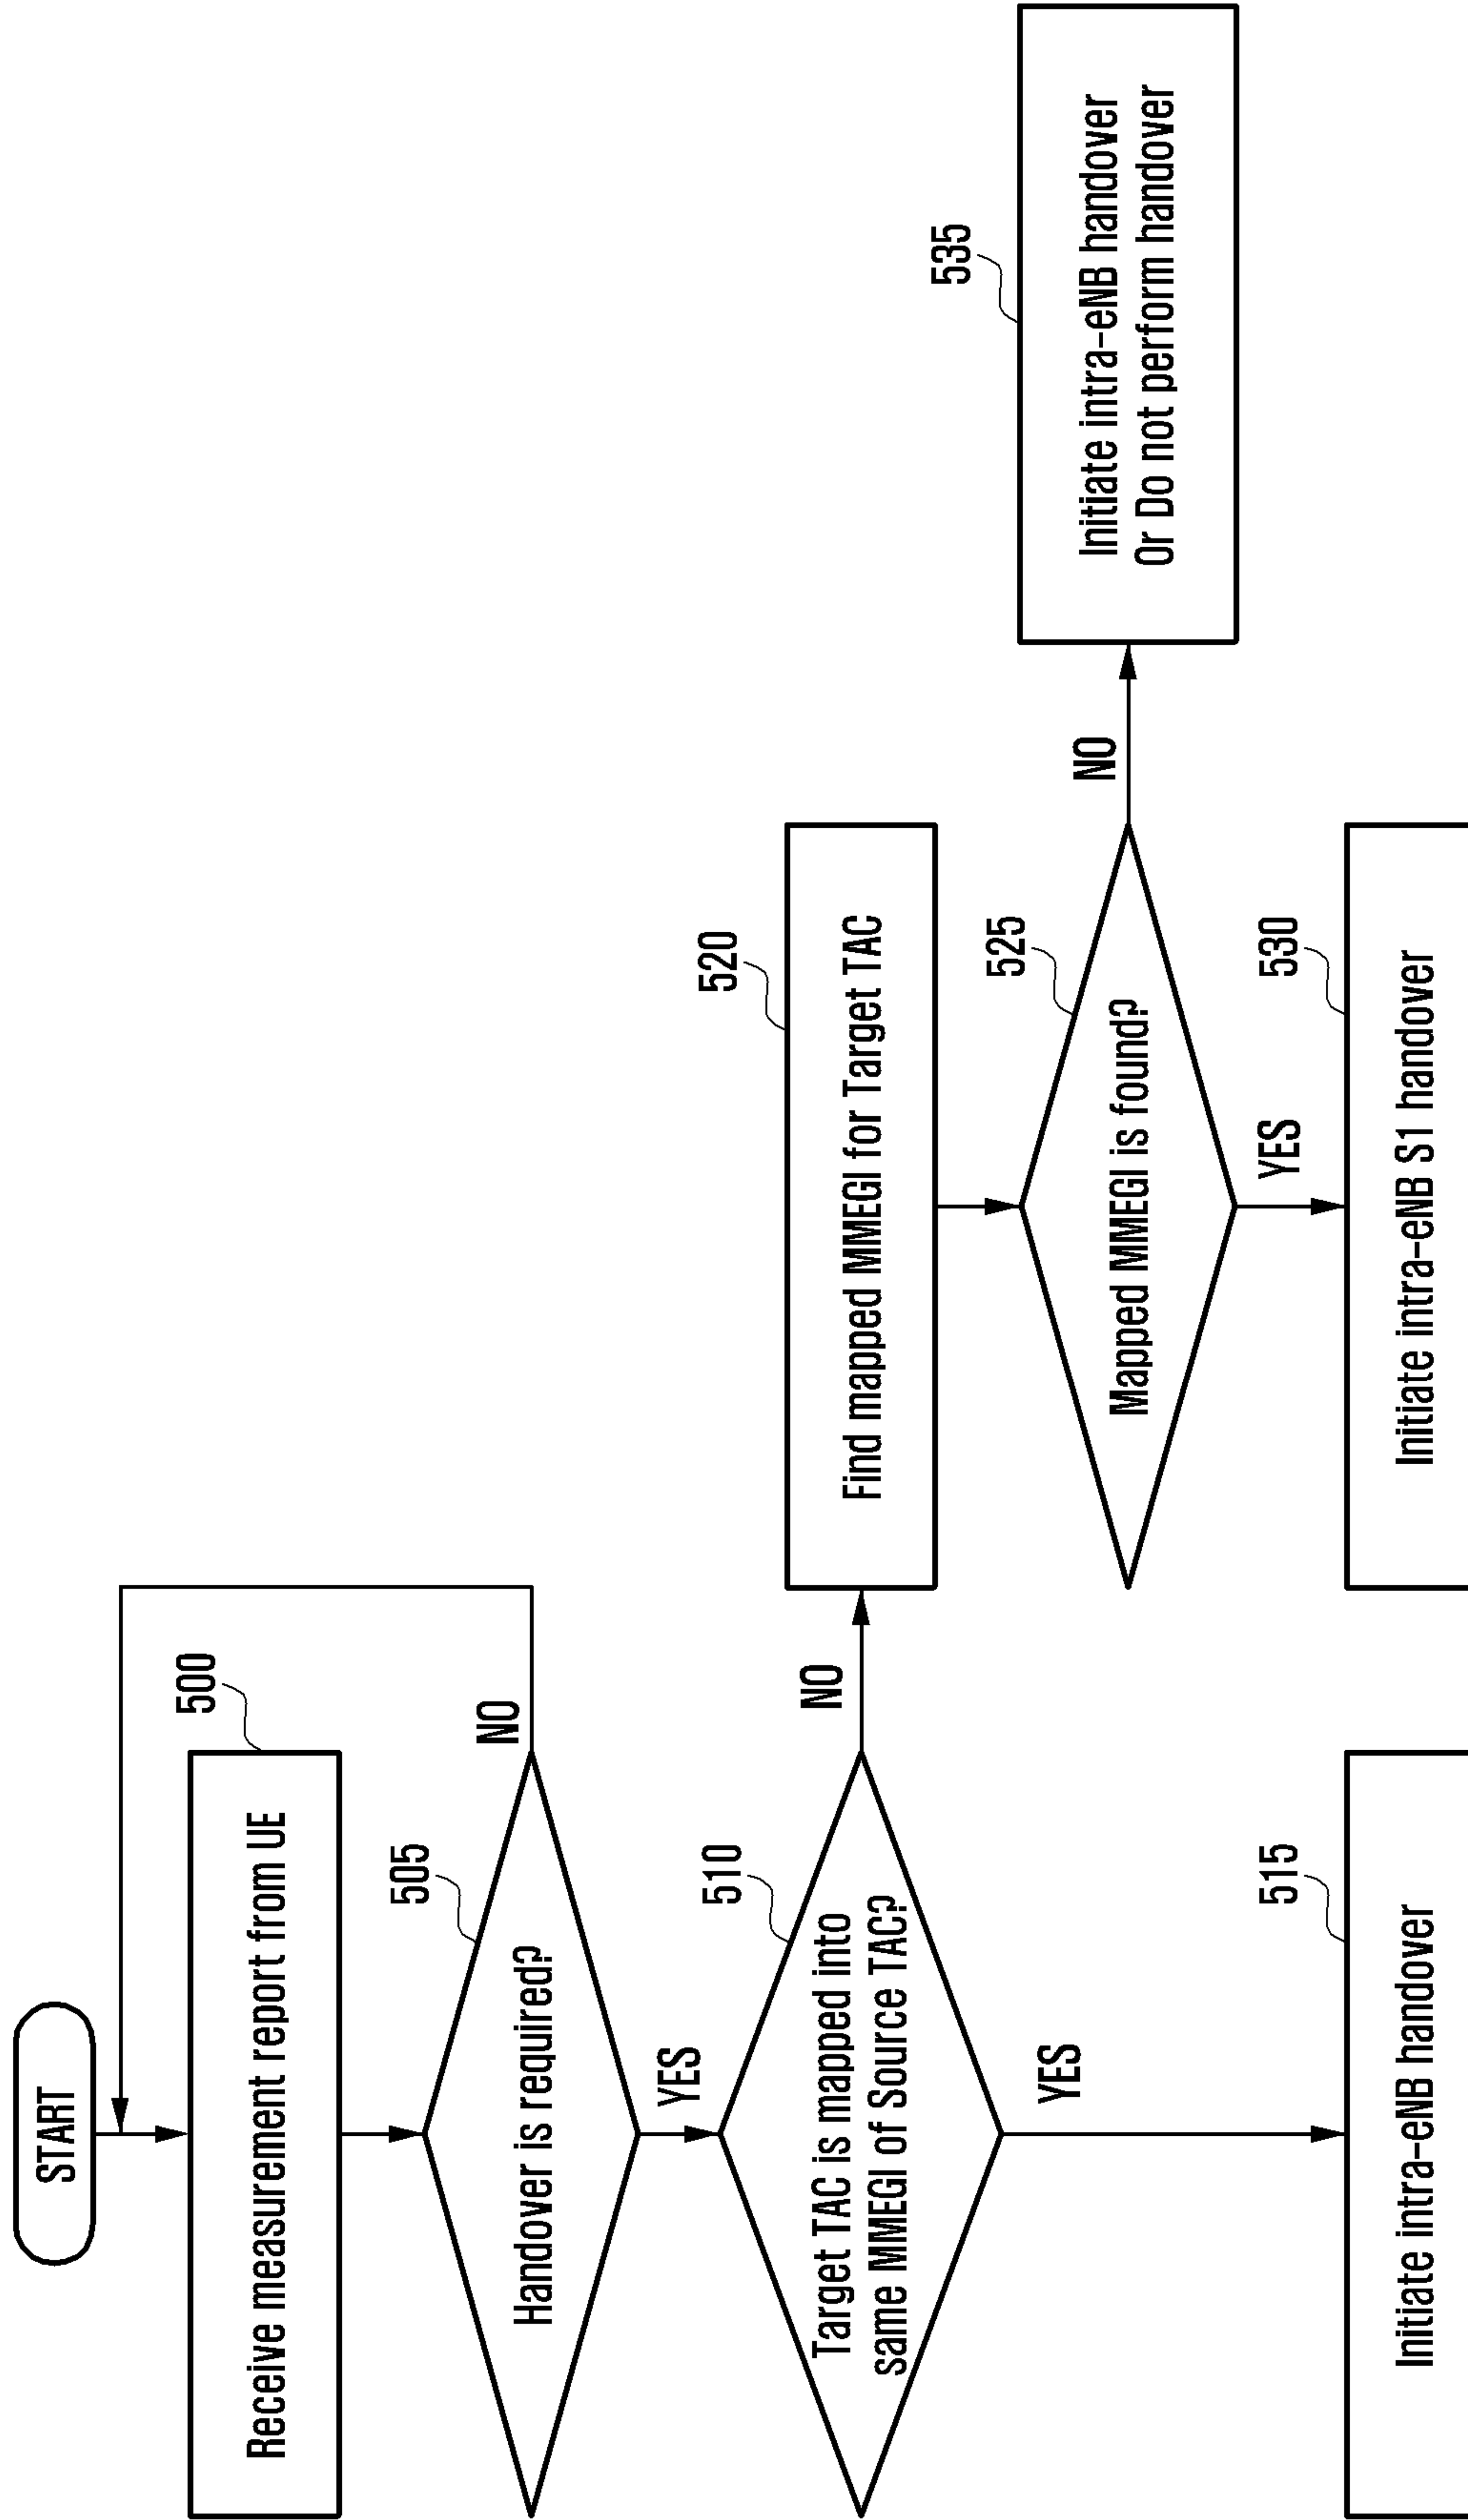 START
500
Receive measurement report from UE
505
Handover is required?
NO
YES
510
Target TAC is mapped into
same MMEGI of Source TAC?
NO
YES
515
Initiate intra-eNB handover
520
Find mapped MMEGI for Target TAC
525
Mapped MMEGI is found?
NO
YES
530
Initiate intra-eNB S1 handover
535
Initiate intra-eNB handover
Or Do not perform handover